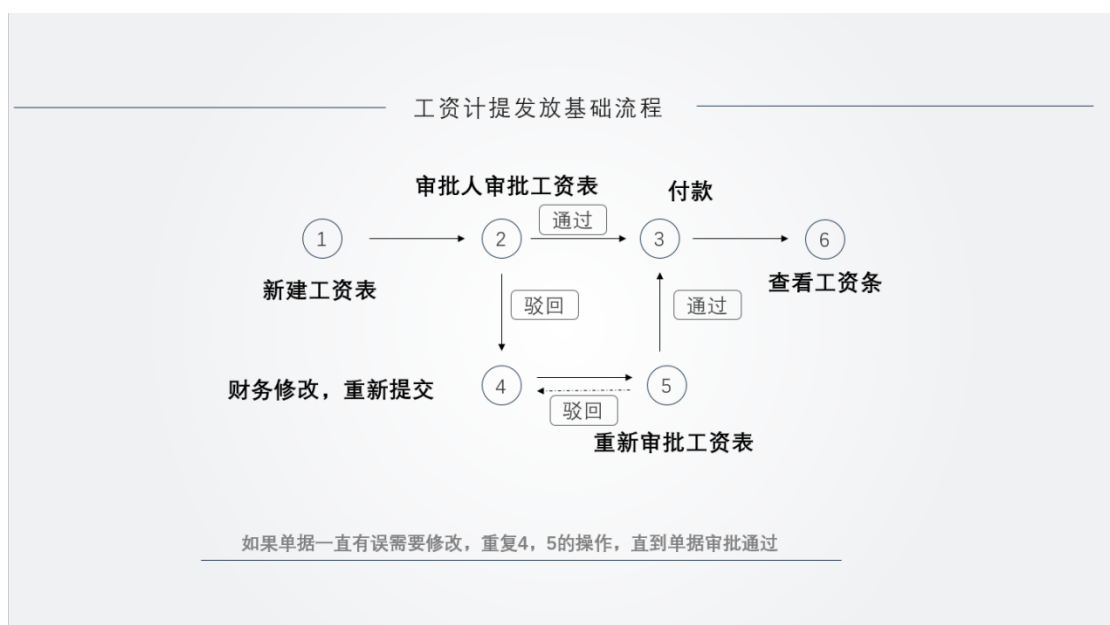 工资计提发放基础流程
审批人审批工资表
付款
通过
1
2
3
6
新建工资表
查看工资条
驳回
通过
财务修改，重新提交
4
5
驳回
重新审批工资表
如果单据一直有误需要修改，重复4，5的操作，直到单据审批通过